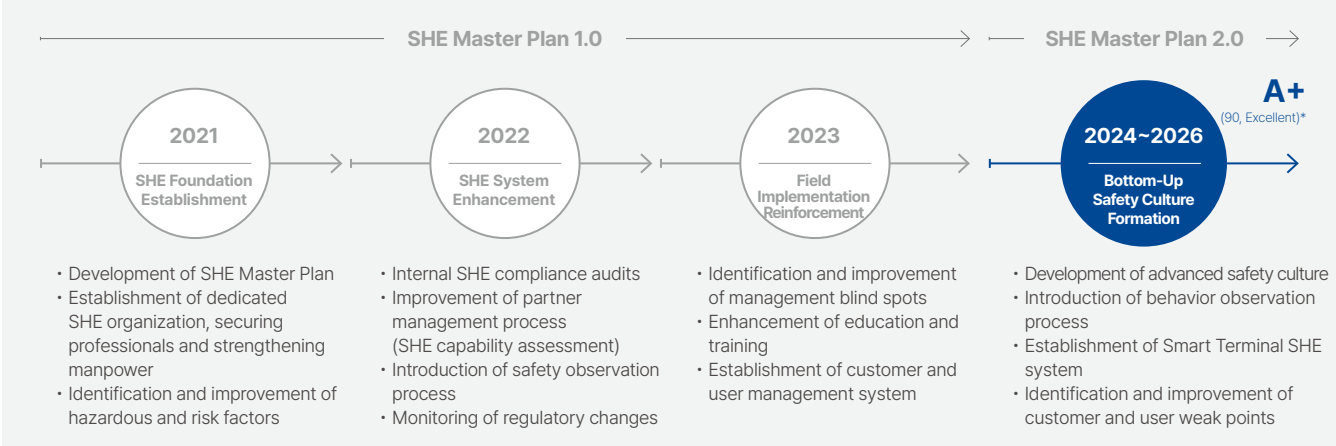 SHE Master Plan 1.0
SHE Master Plan 2.0
2021
SHE Foundation
Establishment
2022
SHE System
Enhancement
2023
Field
Implementation
Reinforcement
A+
(90, Excellent)*
2024~2026
Bottom-Up
Safety Culture
Formation
· Development of SHE Master Plan
· Establishment of dedicated
SHE organization, securing
professionals and strengthening
manpower
· Identification and improvement of
hazardous and risk factors
· Internal SHE compliance audits
· Improvement of partner
management process
(SHE capability assessment)
· Introduction of safety observation
process
· Monitoring of regulatory changes
· Identification and improvement
of management blind spots
· Enhancement of education and
training
· Establishment of customer and
user management system
· Development of advanced safety culture
· Introduction of behavior observation
process
· Establishment of Smart Terminal SHE
system
· Identification and improvement of
customer and user weak points